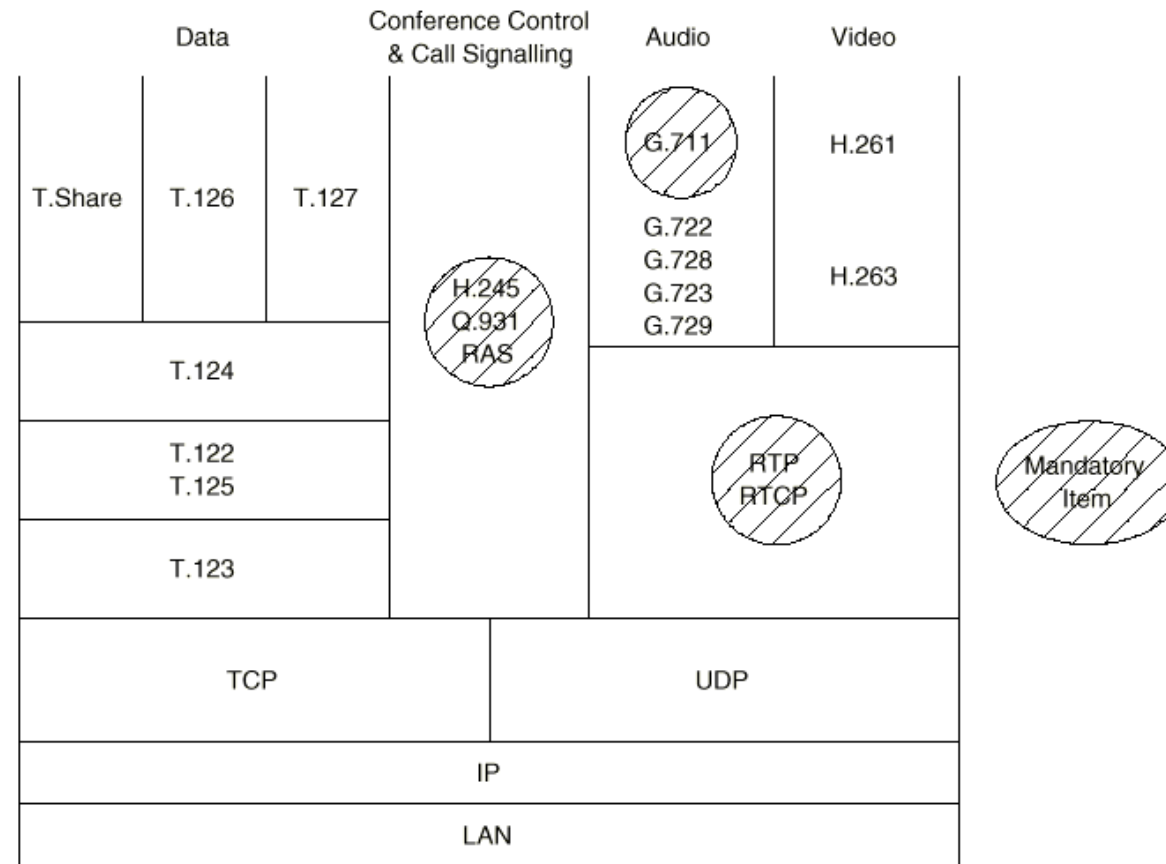 Data
Conference Control
& Call Signalling
Audio
Video
T.Share
T.126
T.127
G.711
H.261
G.722
G.728
G.723
G.729
H.263
H.245
Q.931
RAS
T.124
T.122
T.125
RTP
RTCP
Mandatory
Item
T.123
TCP
UDP
IP
LAN